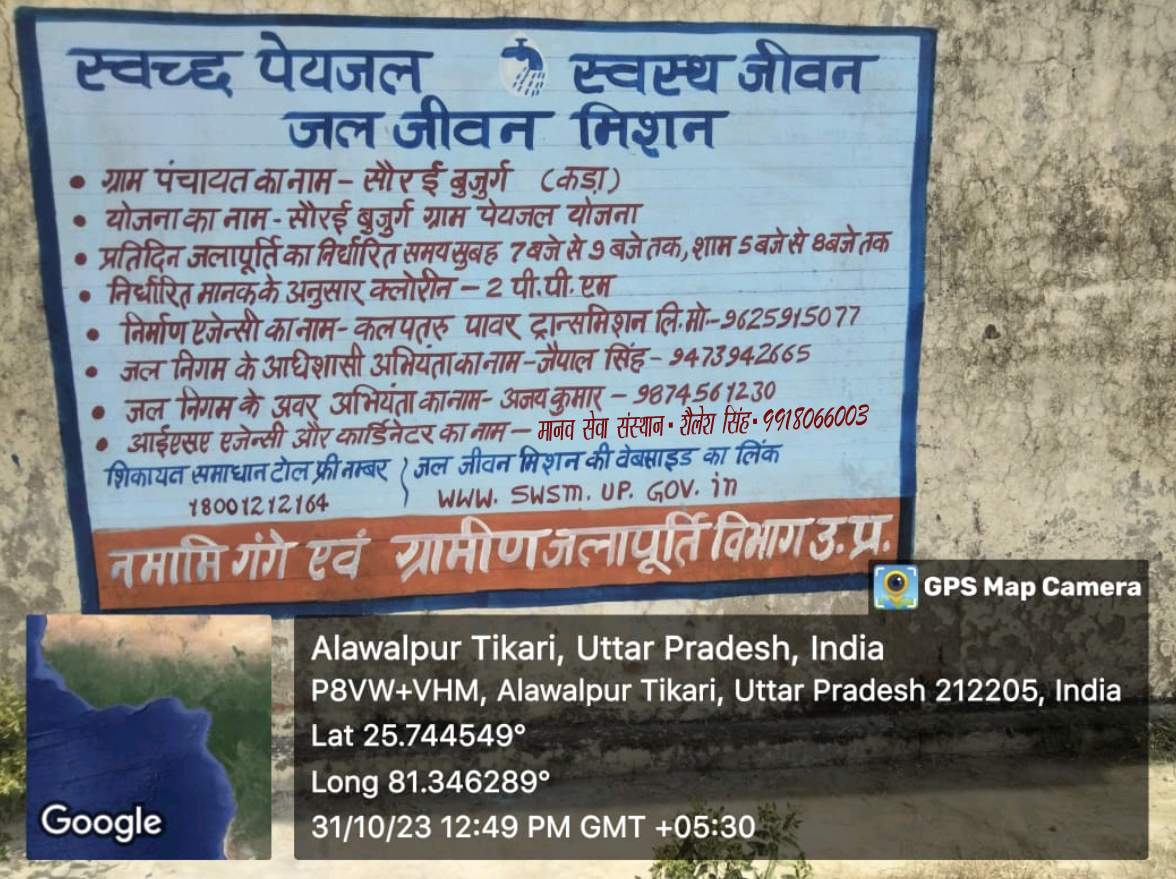 स्वच्छ पेयजल स्वस्थ जीवन
जल जीवन मिशन
• ग्राम पंचायत का नाम - सौरई बुजुर्ग (कडा)
• योजना का नाम - सौरई बुजुर्ग ग्राम पेयजल योजना
• प्रतिदिन जलापूर्ति का निर्धारित समय सुबह 7 बजे से 9 बजे तक, शाम 5 बजे से 8 बजे तक
• निर्धारित मानक के अनुसार क्लोरीन - 2 पी.पी. एम
• निर्माण एजेन्सी का नाम - कलपतरु पावर ट्रान्समिशन लि. मो:- 9625915077
• जल निगम के आधिशासी अभियंता का नाम - जैपाल सिंह - 9473942665
• जल निगम के अवर अभियंता का नाम - अजय कुमार - 9874561230
• आईएसए एजेन्सी और कार्डिनेटर का नाम - मानव सेवा संस्थान • शैलेश सिंह • 9918066003
शिकायत समाधान टोल फ्री नम्बर ) जल जीवन मिशन की वेबसाइड का लिंक
18001212164 www. swsm. UP. GOV. in
नमामि गंगे एवं ग्रामीण जलापूर्ति विभाग उ. प्र.
GPS Map Camera
Alawalpur Tikari, Uttar Pradesh, India
P8VW+VHM, Alawalpur Tikari, Uttar Pradesh 212205, India
Lat 25.744549°
Long 81.346289°
31/10/23 12:49 PM GMT +05:30
Google